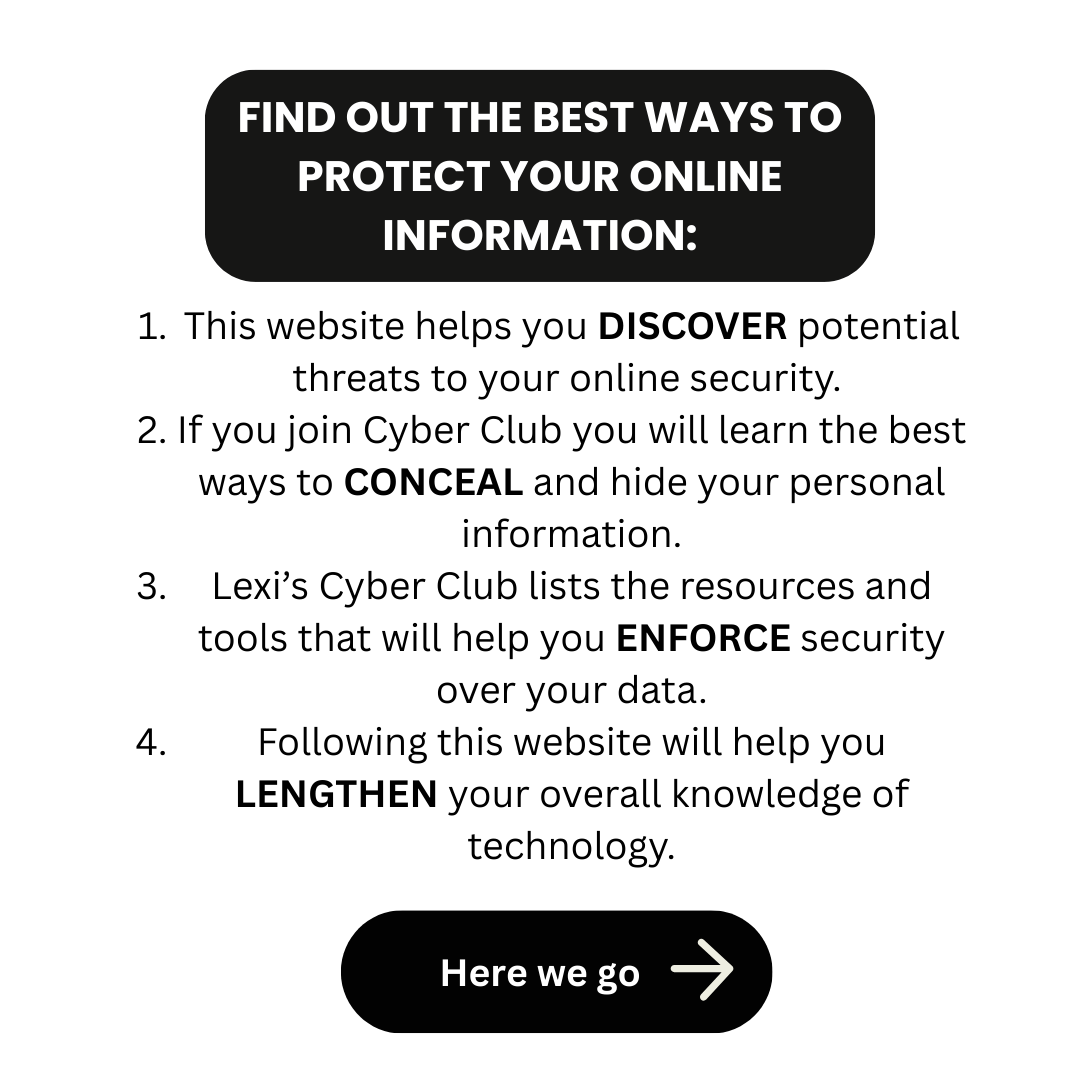 FIND OUT THE BEST WAYS TO
PROTECT YOUR ONLINE
INFORMATION:
1. This website helps you DISCOVER potential
threats to your online security.
2. If you join Cyber Club you will learn the best
ways to CONCEAL and hide your personal
information.
3. Lexi’s Cyber Club lists the resources and
tools that will help you ENFORCE security
over your data.
4. Following this website will help you
LENGTHEN your overall knowledge of
technology.
Here we go